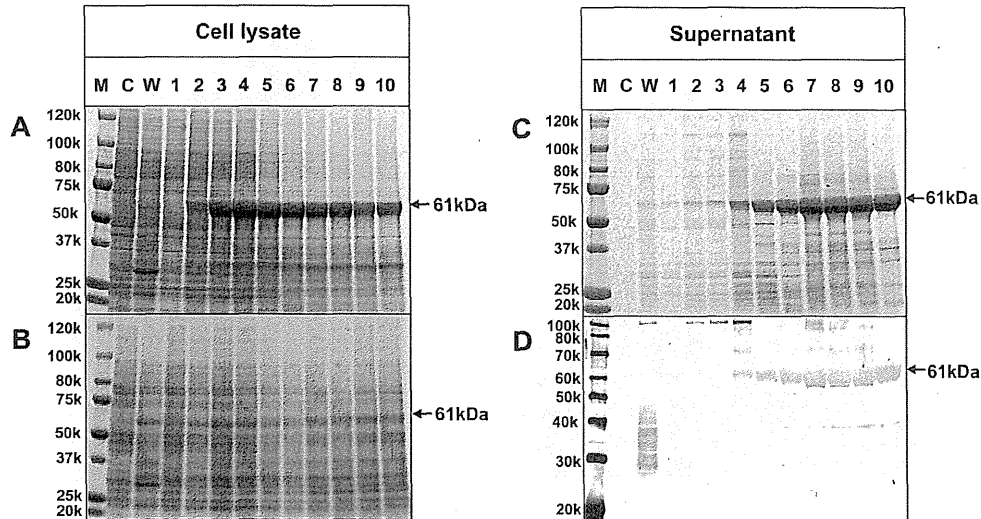 Cell lysate
M C W 1 2 3 4 5 6 7 8 9 10
A
120k
100k
80k
75k
50k
37k
25k
20k
61kDa
B
120k
100k
80k
75k
50k
37k
25k
20k
61kDa
Supernatant
M C W 1 2 3 4 5 6 7 8 9 10
C
120k
100k
80k
75k
50k
37k
25k
20k
61kDa
D
100k
80k
70k
60k
50k
40k
30k
20k
61kDa